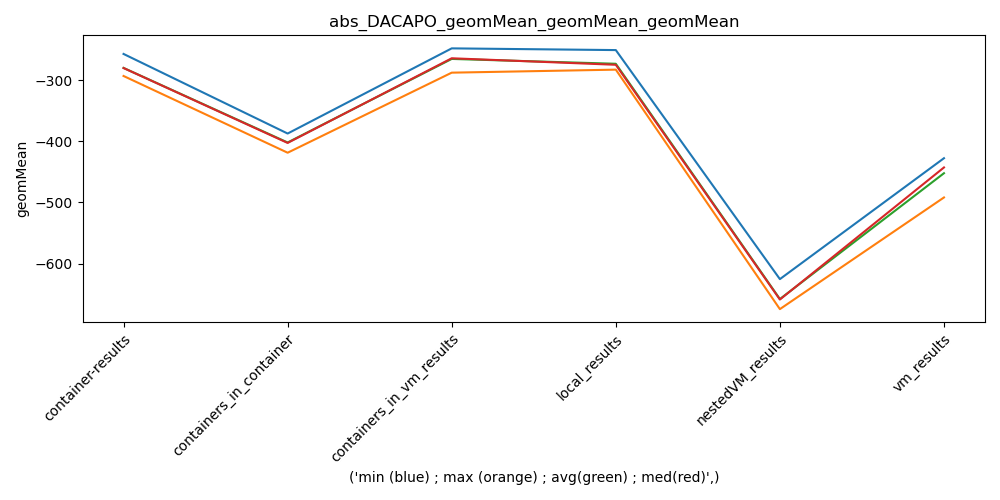 abs_DACAPO_geomMean_geomMean_geomMean
geomMean
−300
−400
−500
−600
container-results
containers_in_container
containers_in_vm_results
local_results
nestedVM_results
vm_results
('min (blue) ; max (orange) ; avg(green) ; med(red)',)